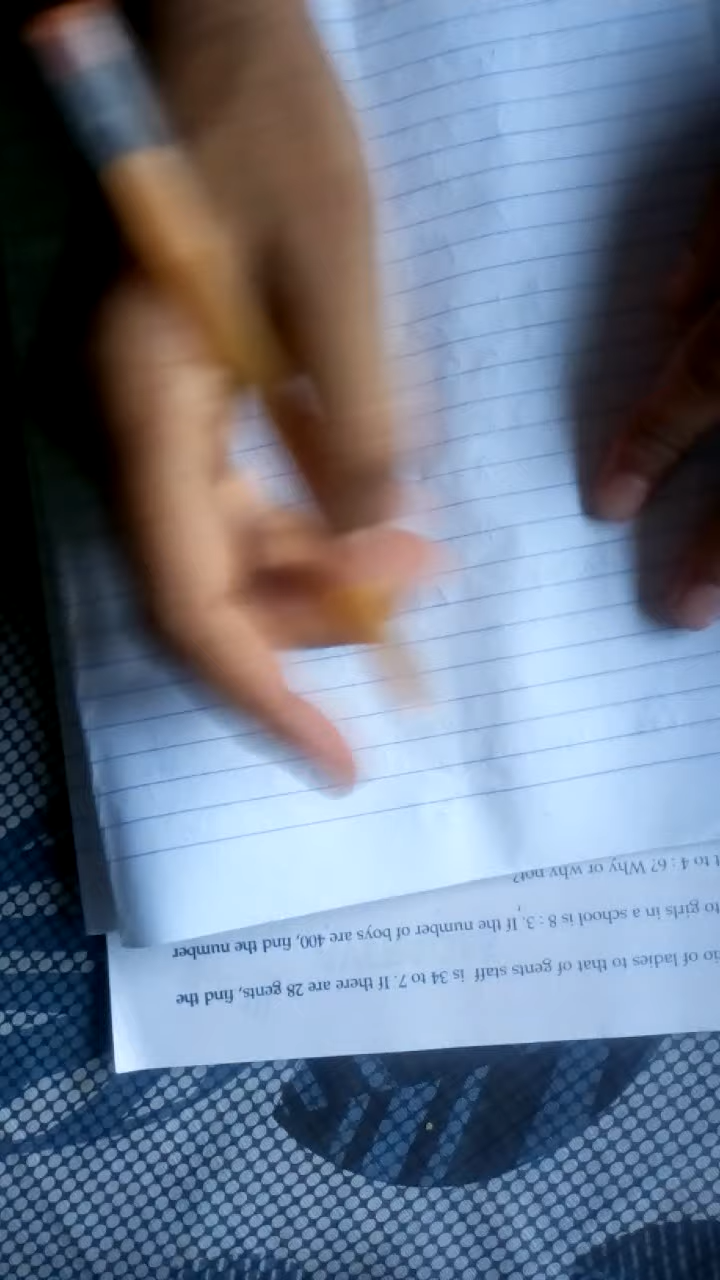 io of ladies to that of gents staff is 34 to 7. If there are 28 gents, find the
to girls in a school is 8 : 3. If the number of boys are 400, find the number
to 4 : 6? Why or why not?